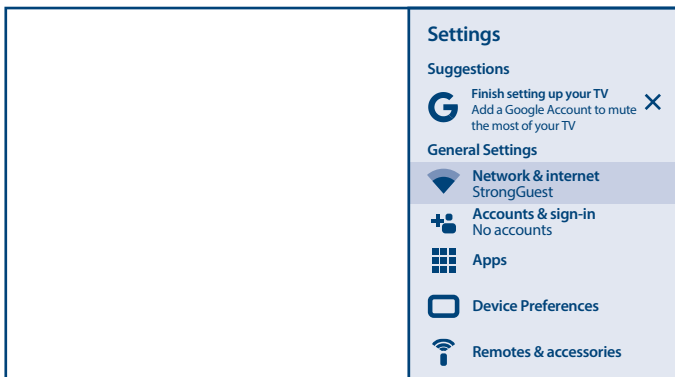 Settings
Suggestions
Finish setting up your TV
Add a Google Account to mute
the most of your TV
General Settings
Network & internet
StrongGuest
Accounts & sign-in
No accounts
Apps
Device Preferences
Remotes & accessories